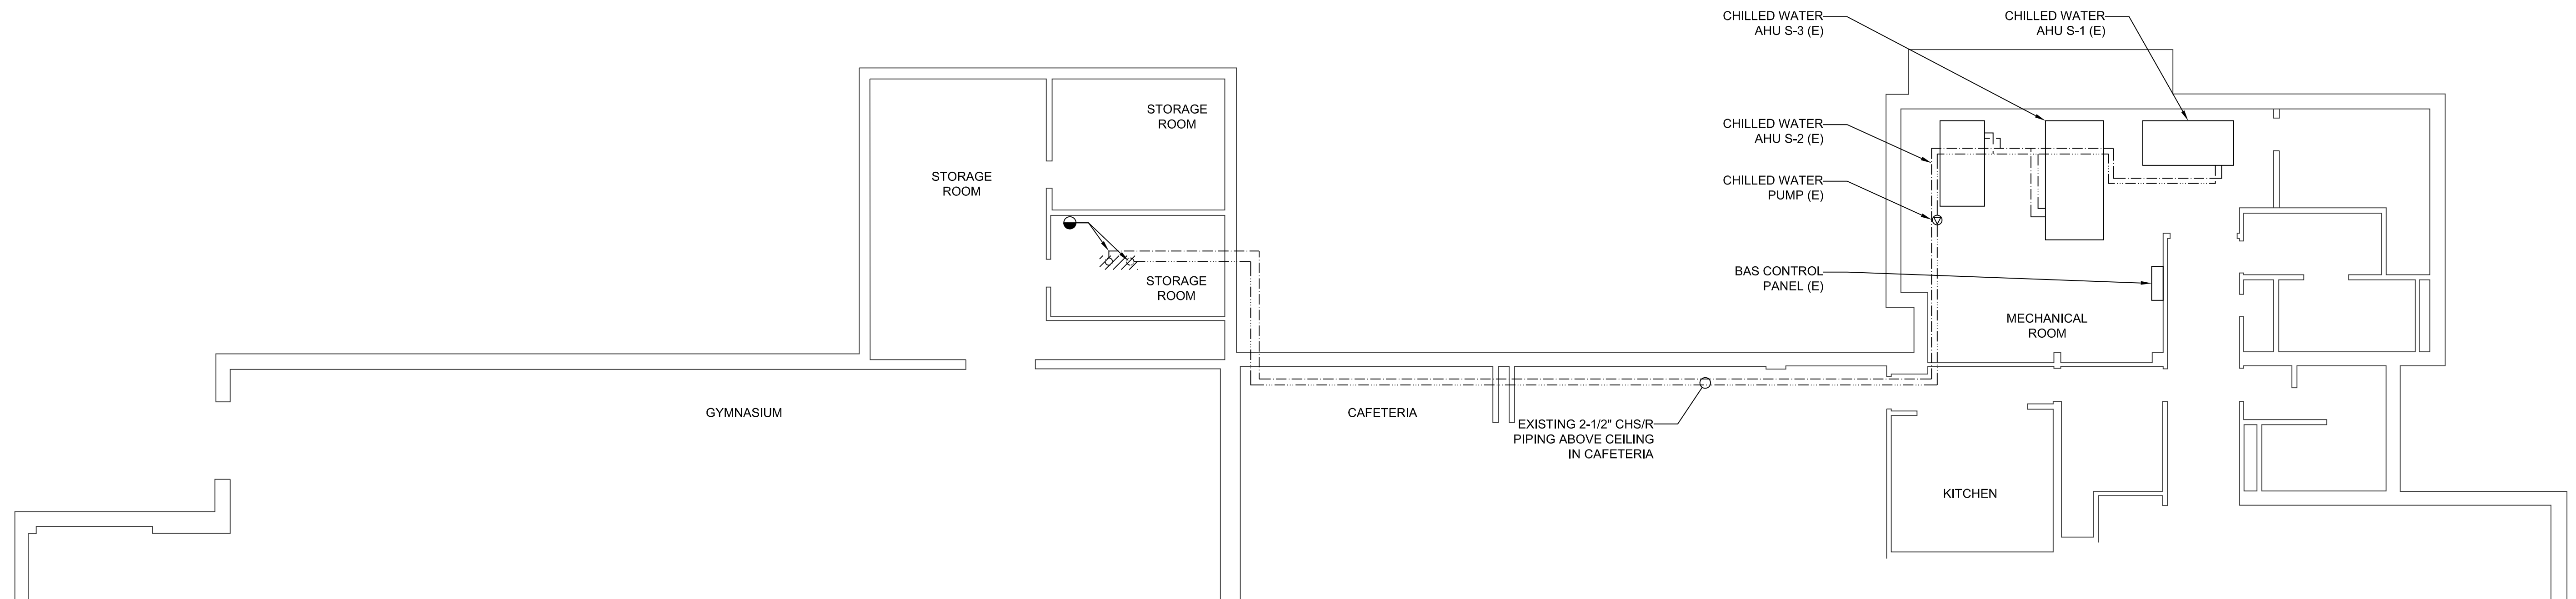 CHILLED WATER
AHU S-3 (E)
CHILLED WATER
AHU S-1 (E)
STORAGE
ROOM
CHILLED WATER
AHU S-2 (E)
STORAGE
ROOM
CHILLED WATER
PUMP (E)
STORAGE
ROOM
BAS CONTROL
PANEL (E)
MECHANICAL
ROOM
GYMNASIUM
CAFETERIA
EXISTING 2-1/2" CHS/R
PIPING ABOVE CEILING
IN CAFETERIA
KITCHEN